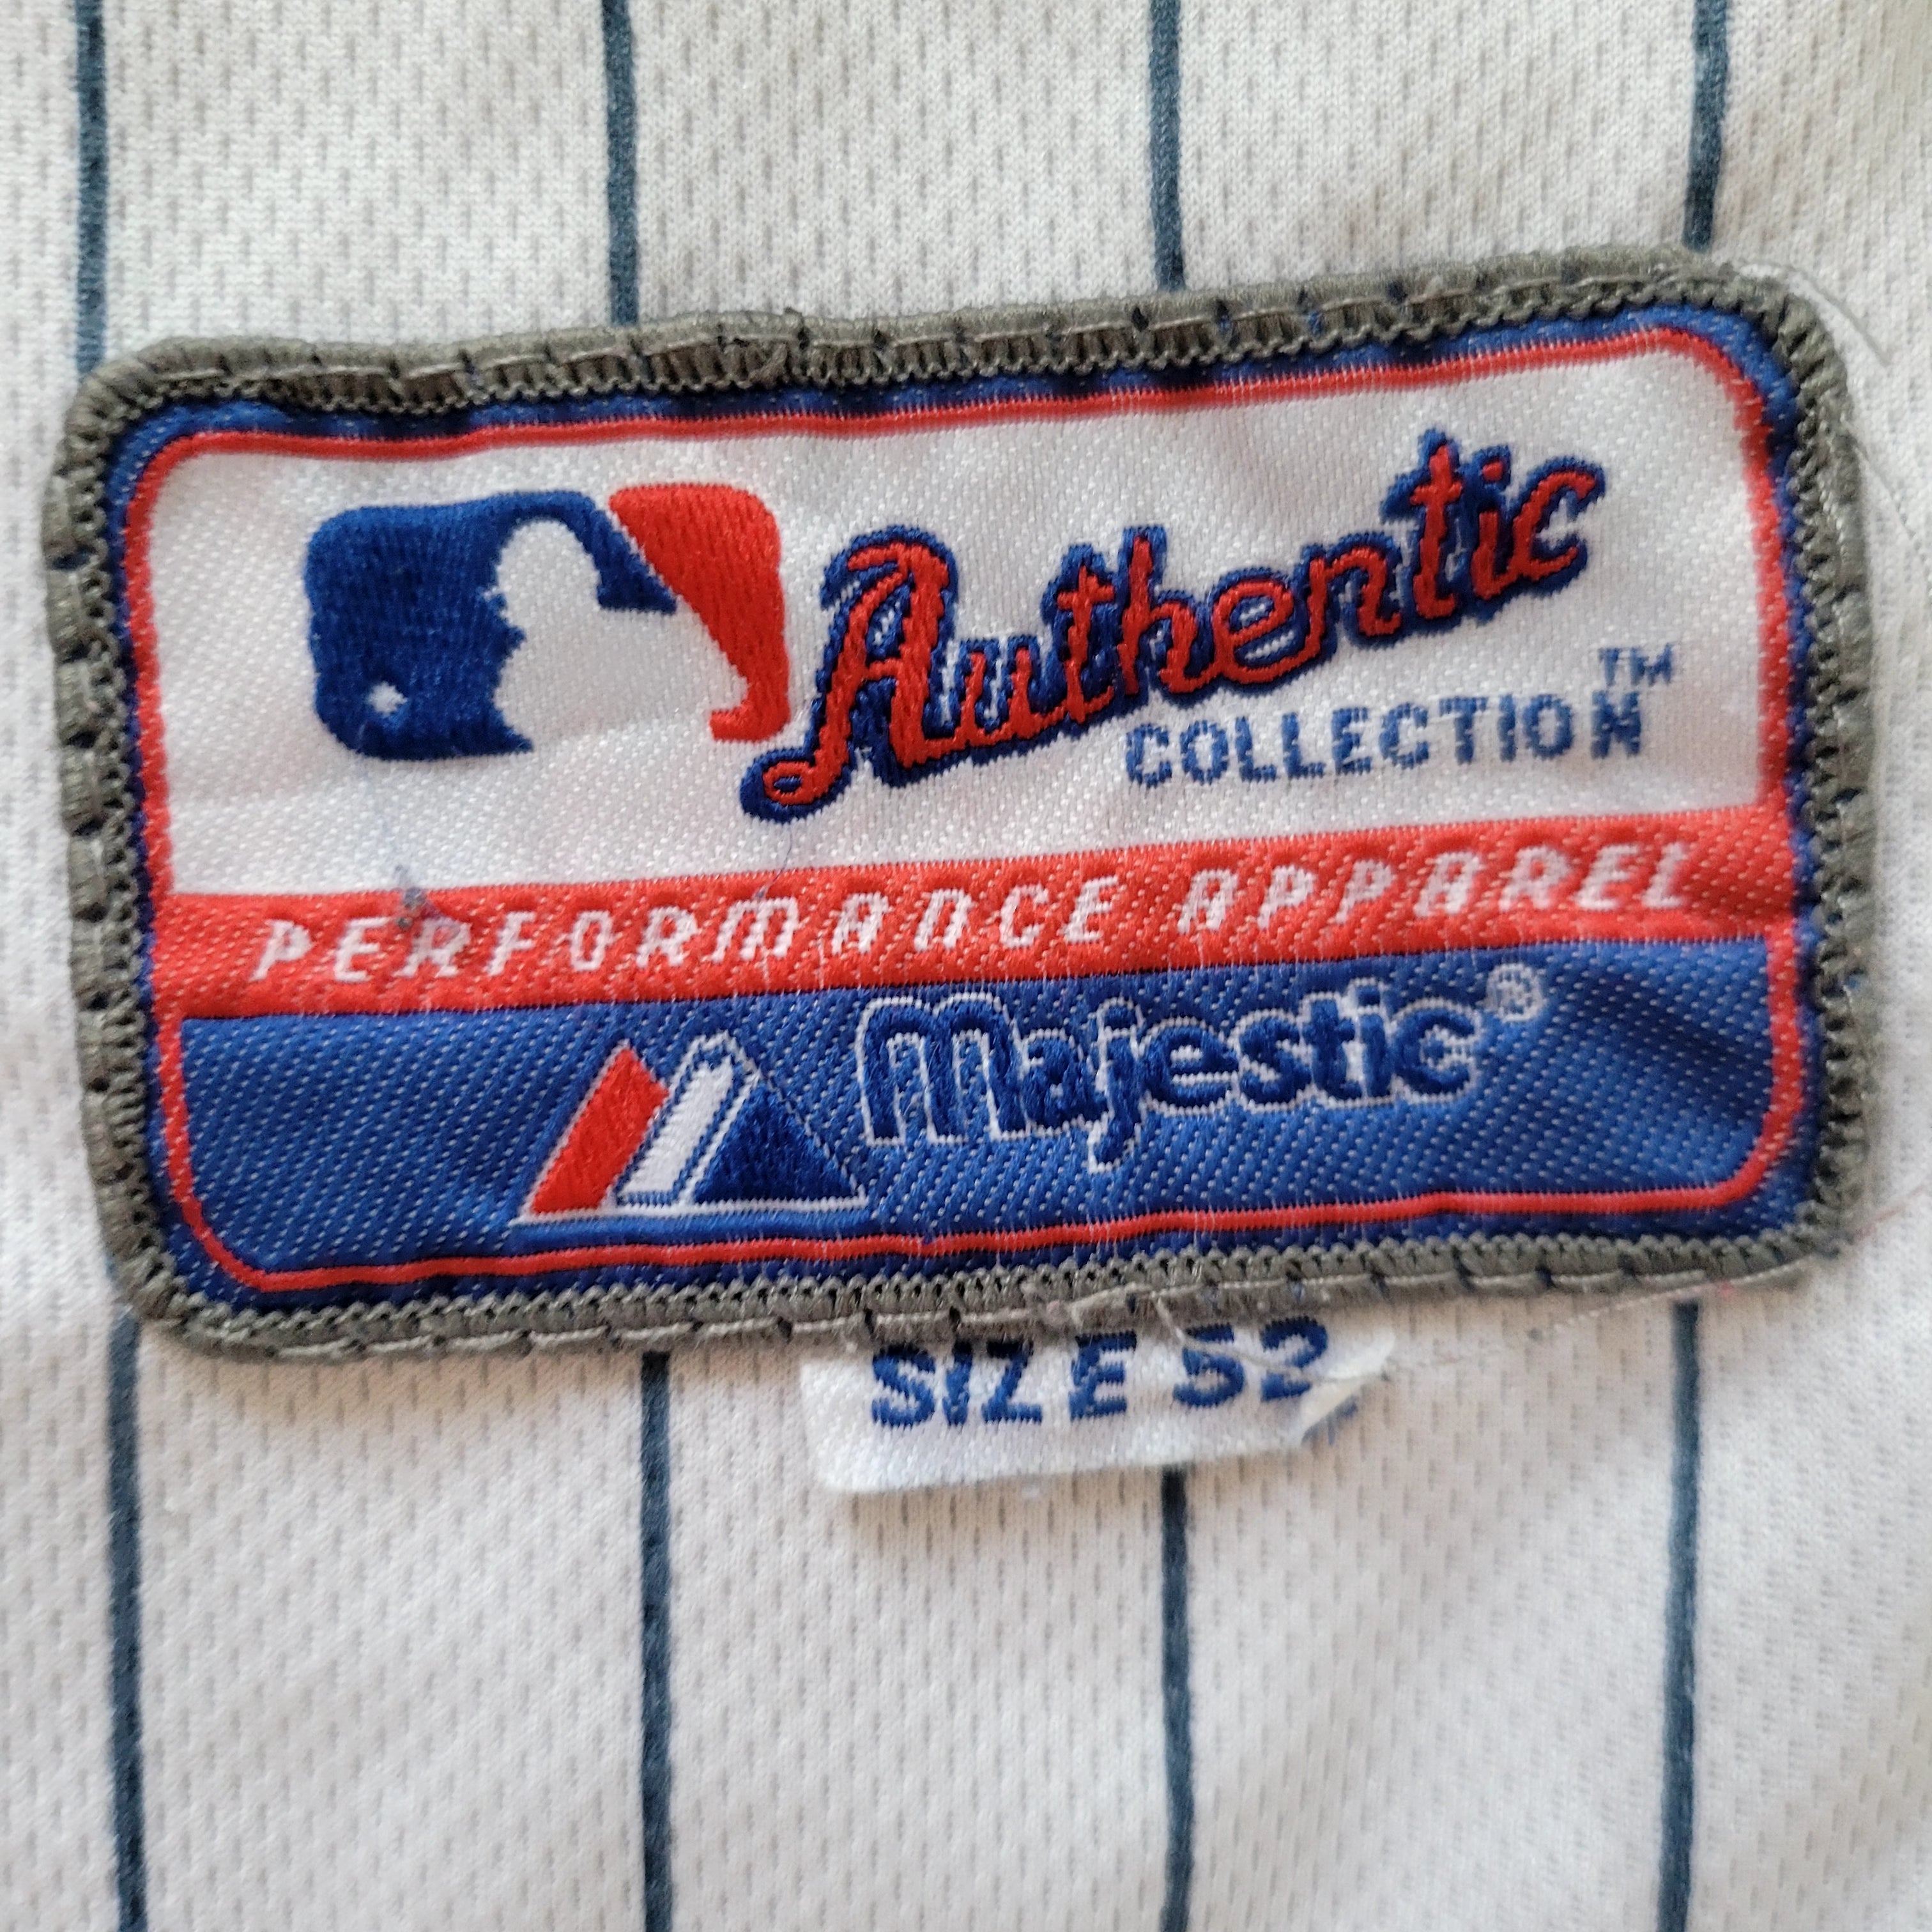 Authentic
COLLECTION™
PERFORMANCE APPAREL
Majestic®
SIZE 52